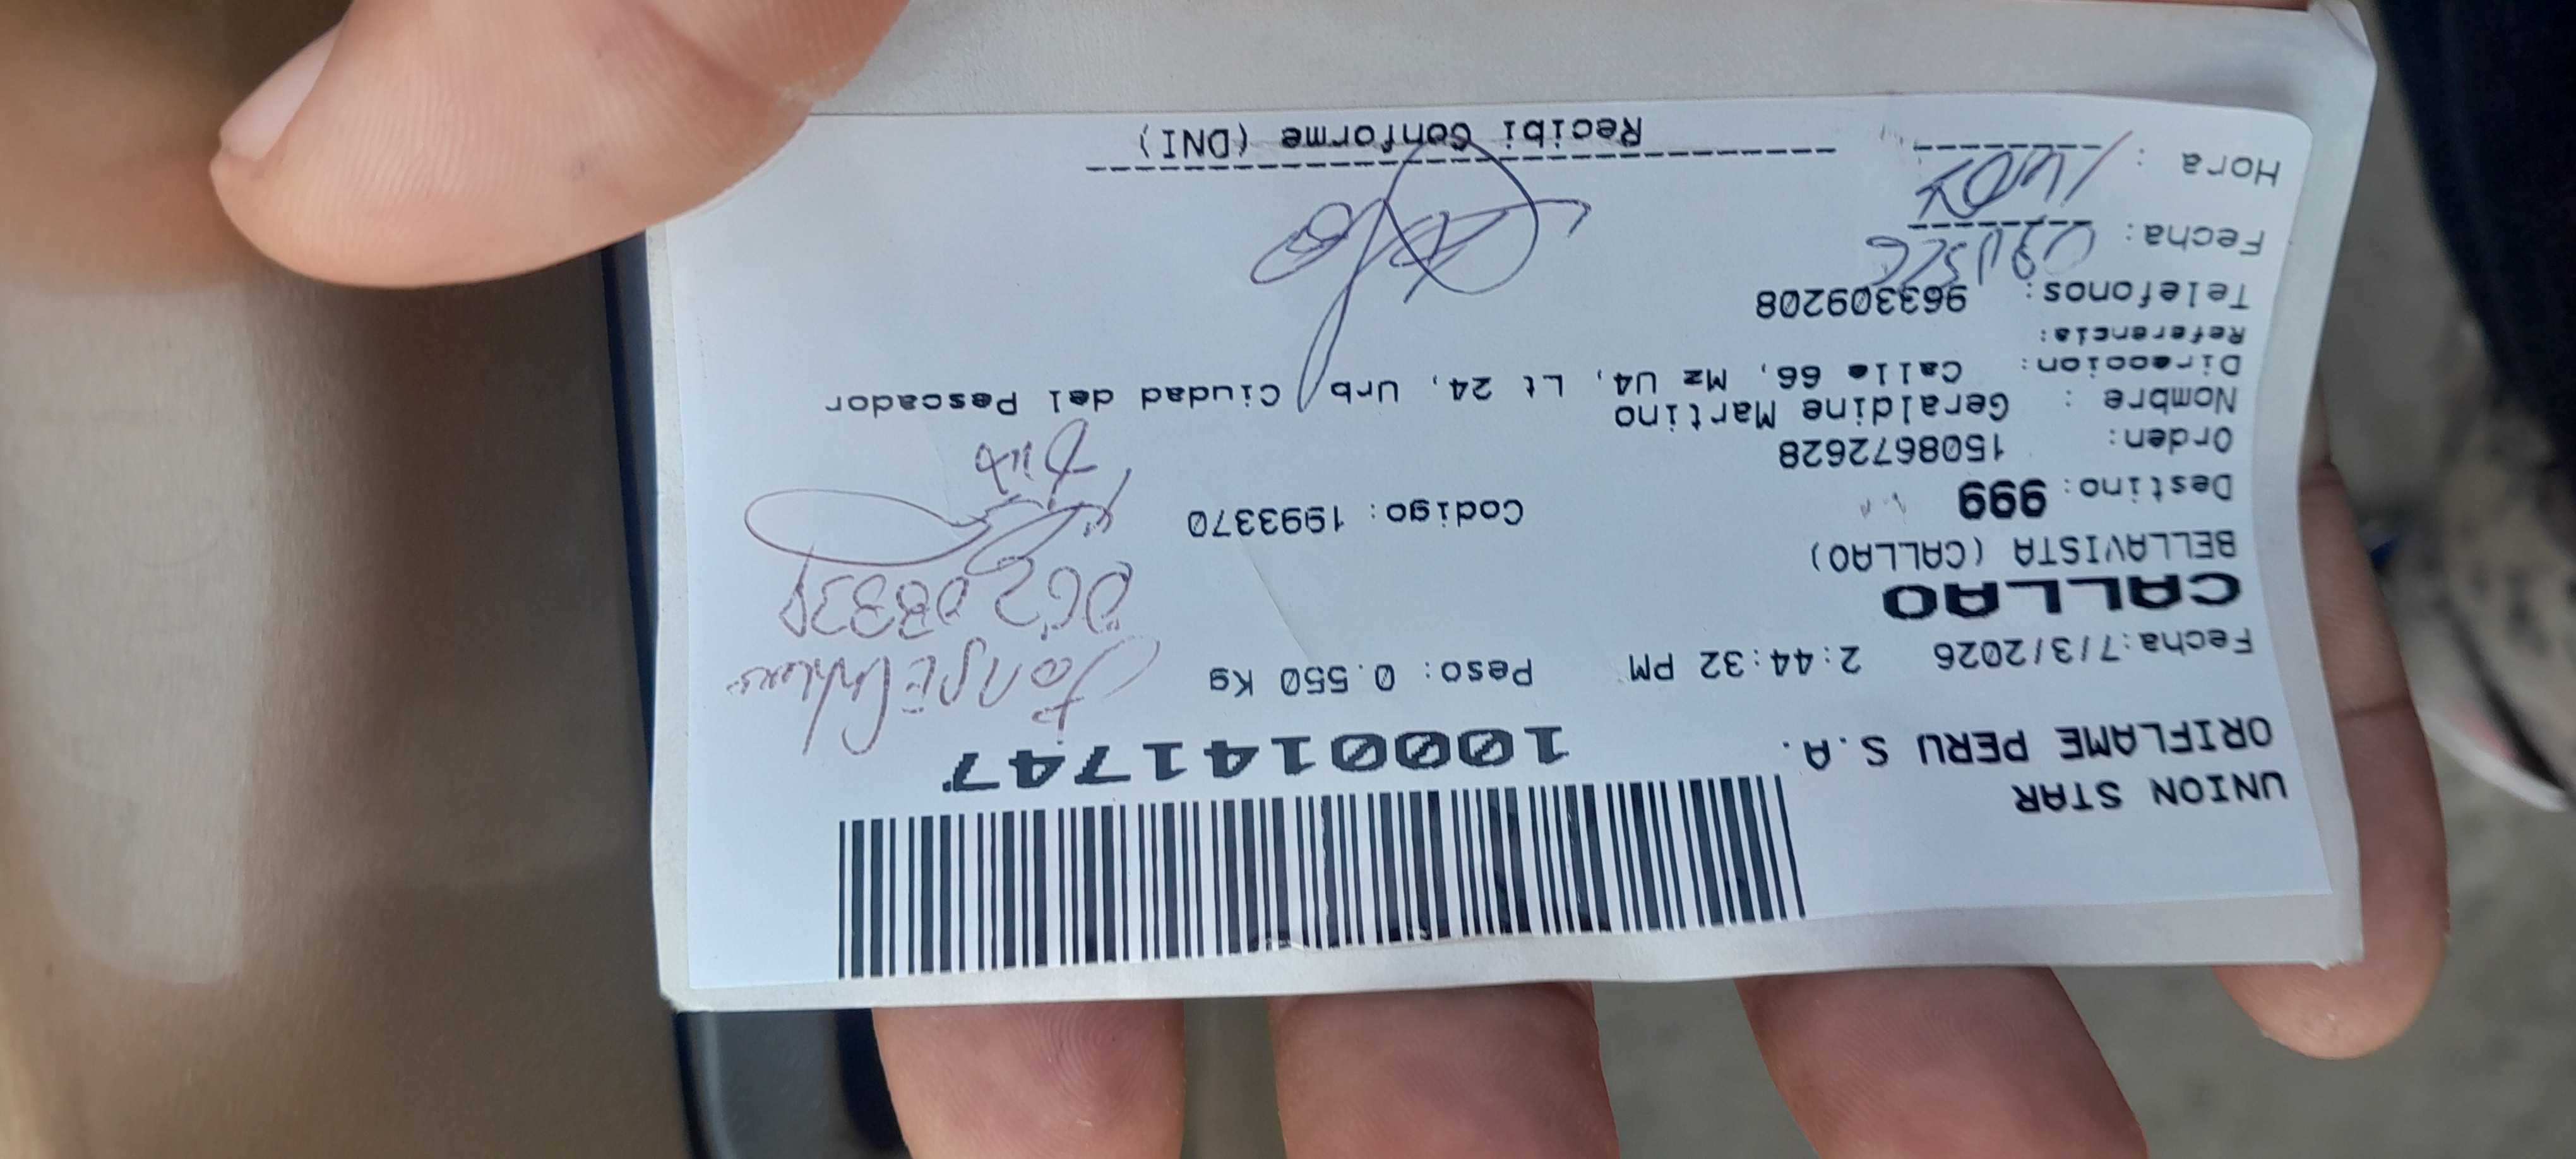 UNION STAR
ORIFLAME PERU S.A.
1000141747
Fecha:7/3/2026 2:44:32 PM Peso: 0.550 Kg
CALLAO
BELLAVISTA (CALLAO)
Destino: 999 Codigo: 1993370
Orden: 1508672628
Nombre : Geraldine Martino
Direccion: Calle 66, Mz U4, Lt 24, Urb Ciudad del Pescador
Referencia:
Telefonos: 963309208
Fecha:
Hora :
Recibi Conforme (DNI)